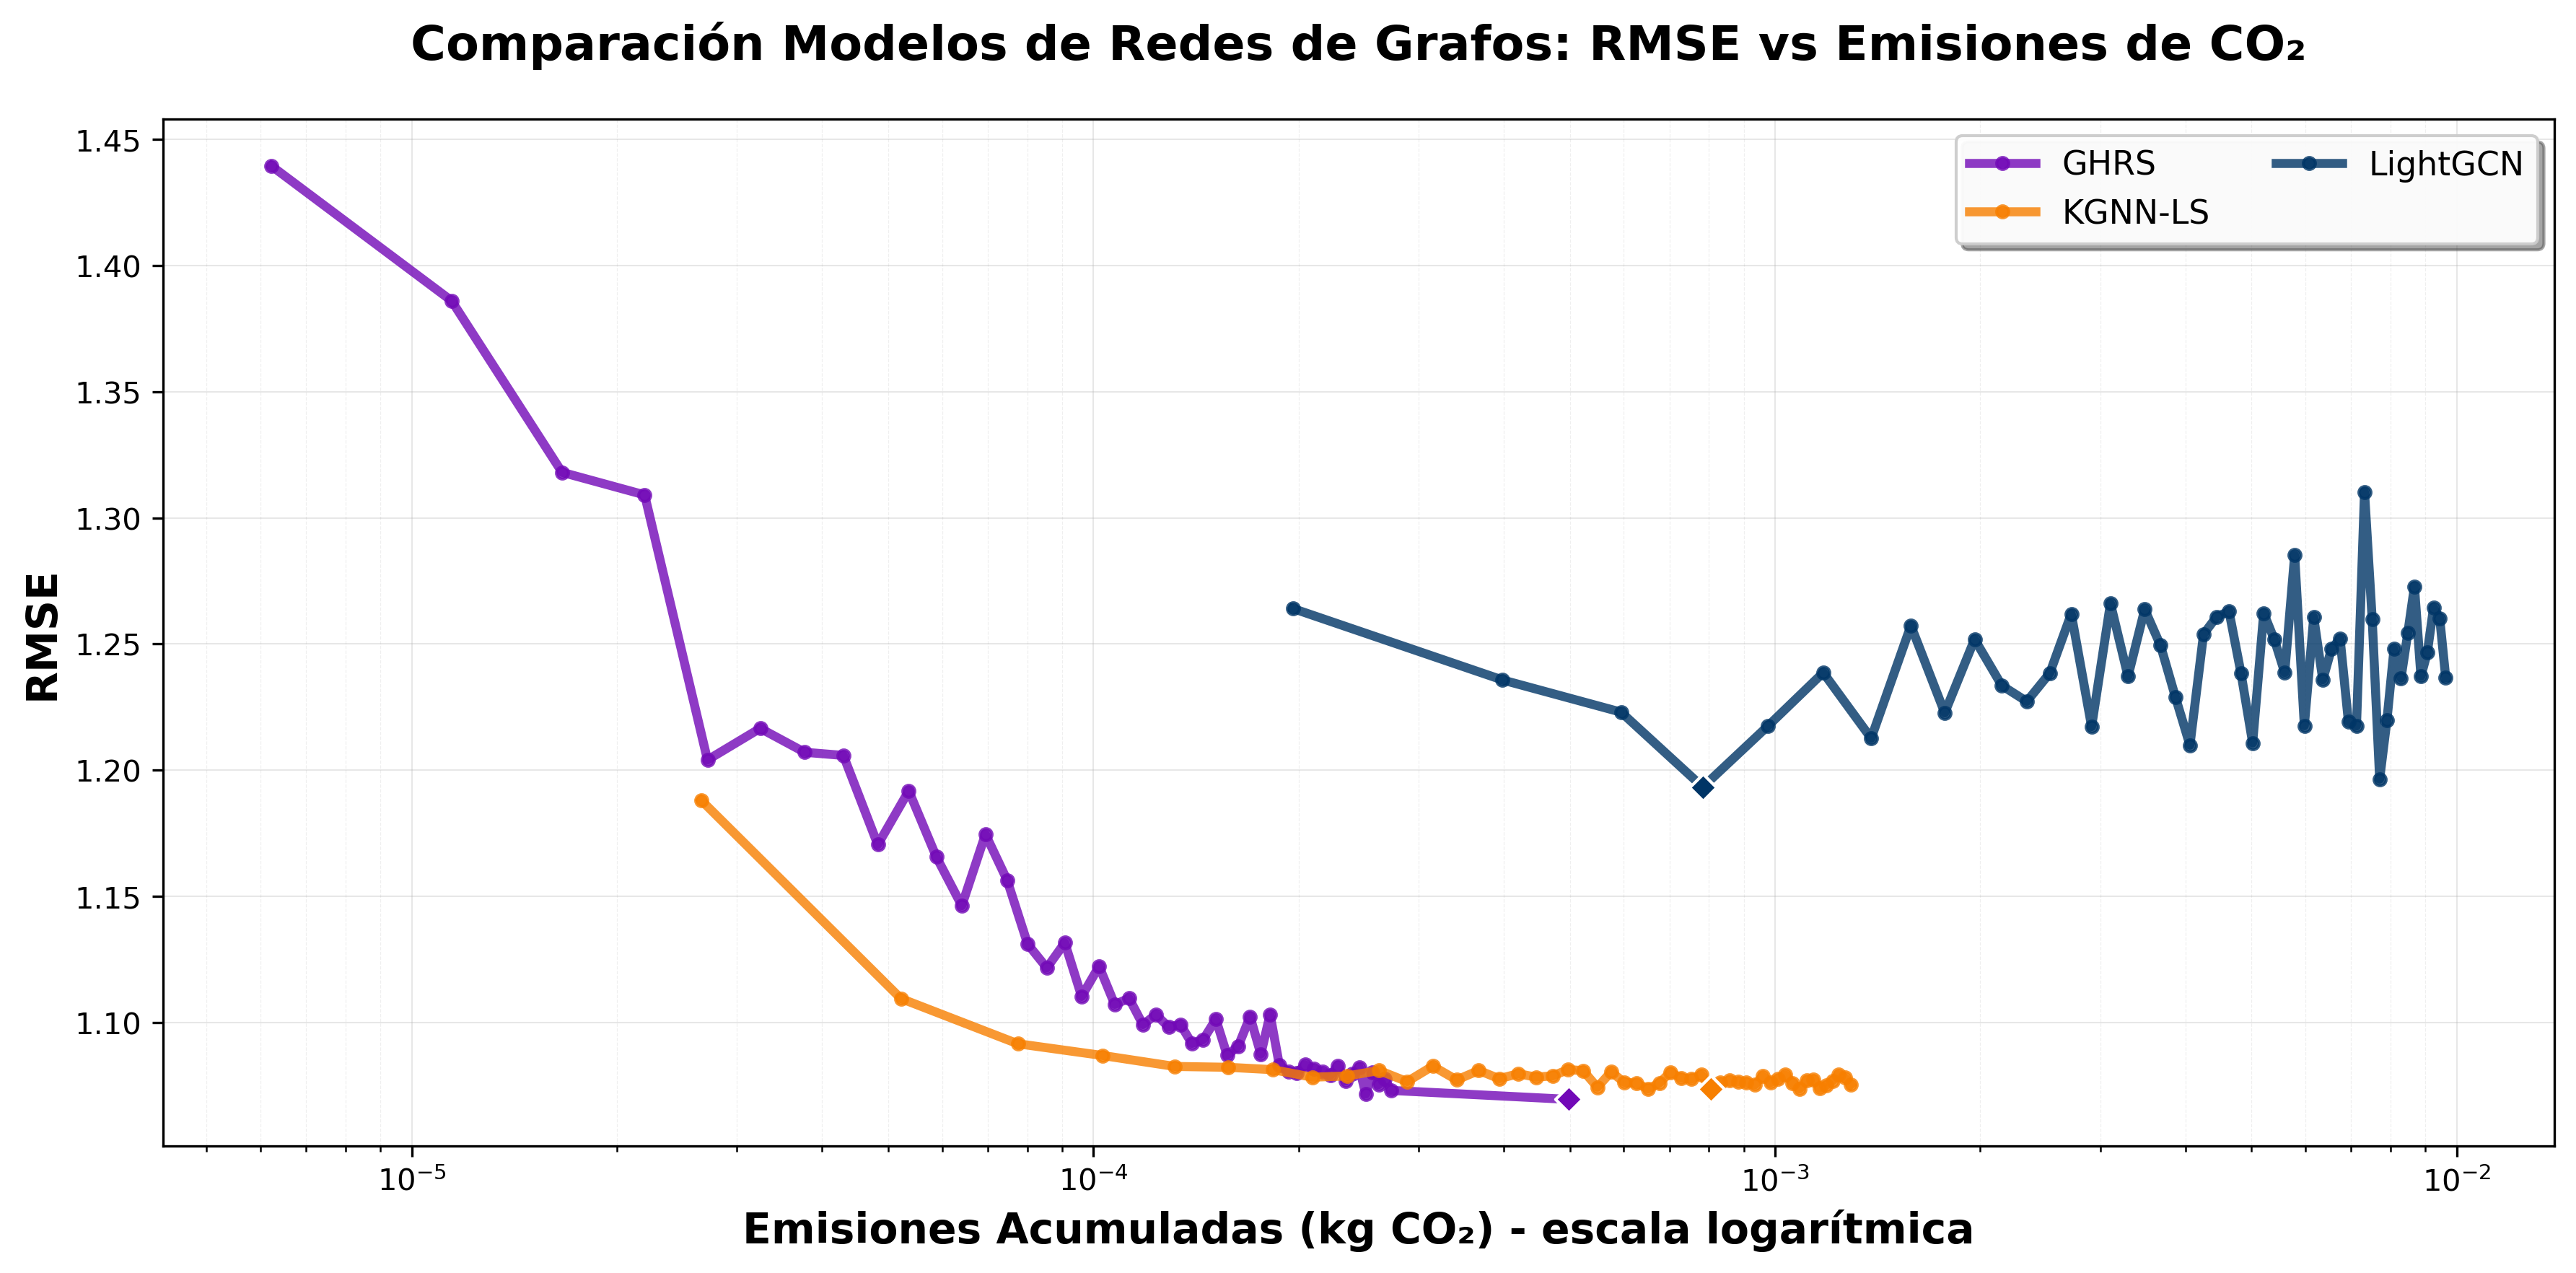 Comparación Modelos de Redes de Grafos: RMSE vs Emisiones de CO₂
GHRS
KGNN-LS
LightGCN
RMSE
1.45
1.40
1.35
1.30
1.25
1.20
1.15
1.10
10⁻⁵
10⁻⁴
10⁻³
10⁻²
Emisiones Acumuladas (kg CO₂) - escala logarítmica